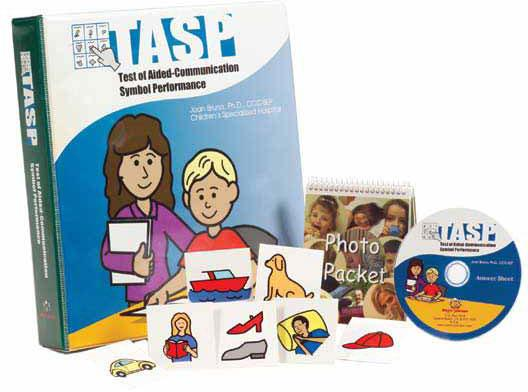 TASP
Test of Aided-Communication
Symbol Performance
Joan Bruno, Ph.D., CCC-SLP
Children's Specialized Hospital
TASP
Test of Aided-Communication
Symbol Performance
Photo
Packet
TASP
Test of Aided-Communication
Symbol Performance
Joan Bruno, Ph.D., CCC-SLP
Answer Sheet